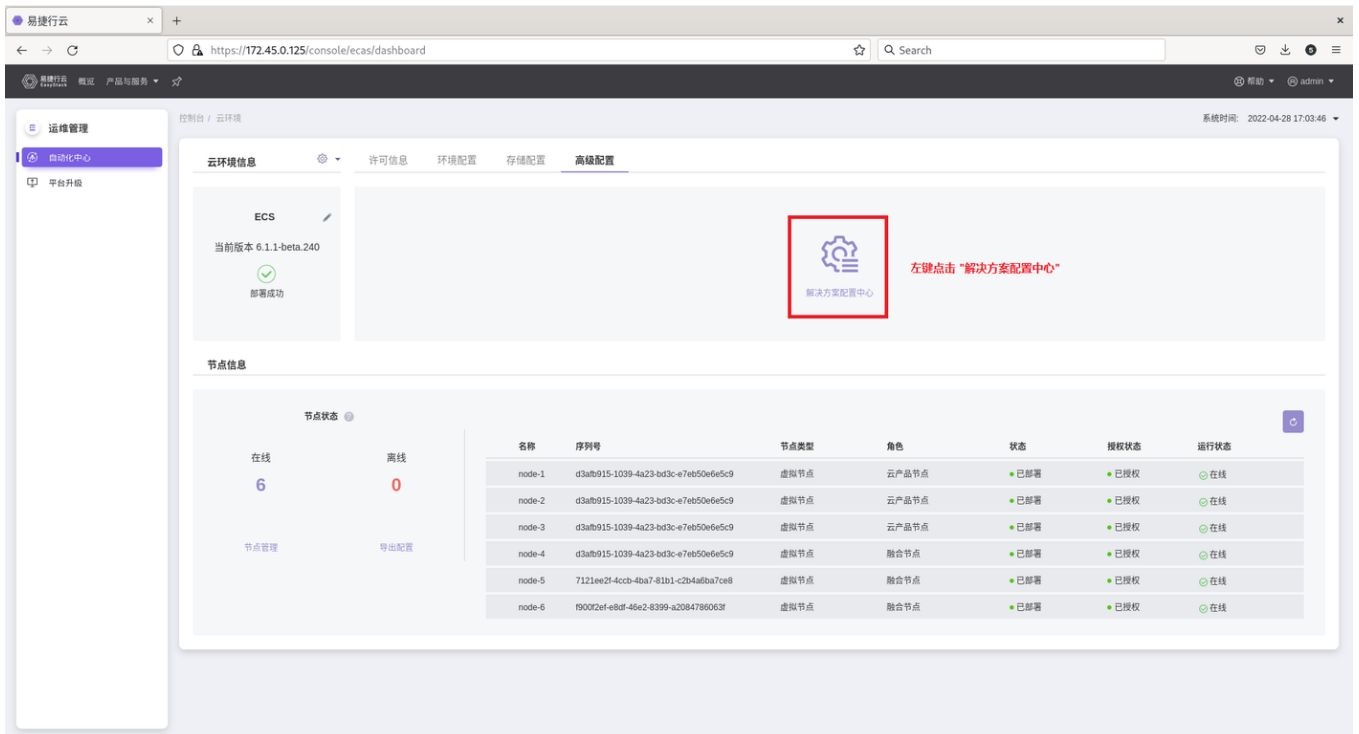 易捷行云
https://172.45.0.125/console/ecas/dashboard
Search
5
易捷行云 EasyStack 概览 产品与服务
帮助 admin
运维管理
自动化中心
平台升级
控制台 / 云环境
系统时间: 2022-04-28 17:03:46
云环境信息
许可信息 环境配置 存储配置 高级配置
ECS
当前版本 6.1.1-beta.240
部署成功
解决方案配置中心
左键点击 "解决方案配置中心"
节点信息
节点状态
在线 离线
6 0
节点管理 导出配置
名称 序列号 节点类型 角色 状态 授权状态 运行状态
node-1 d3afb915-1039-4a23-bd3c-e7eb50e6e5c9 虚拟节点 云产品节点 已部署 已授权 在线
node-2 d3afb915-1039-4a23-bd3c-e7eb50e6e5c9 虚拟节点 云产品节点 已部署 已授权 在线
node-3 d3afb915-1039-4a23-bd3c-e7eb50e6e5c9 虚拟节点 云产品节点 已部署 已授权 在线
node-4 d3afb915-1039-4a23-bd3c-e7eb50e6e5c9 虚拟节点 融合节点 已部署 已授权 在线
node-5 7121ee2f-4ccb-4ba7-81b1-c2b4a6ba7ce8 虚拟节点 融合节点 已部署 已授权 在线
node-6 f900f2ef-e8df-46e2-8399-a2084786063f 虚拟节点 融合节点 已部署 已授权 在线